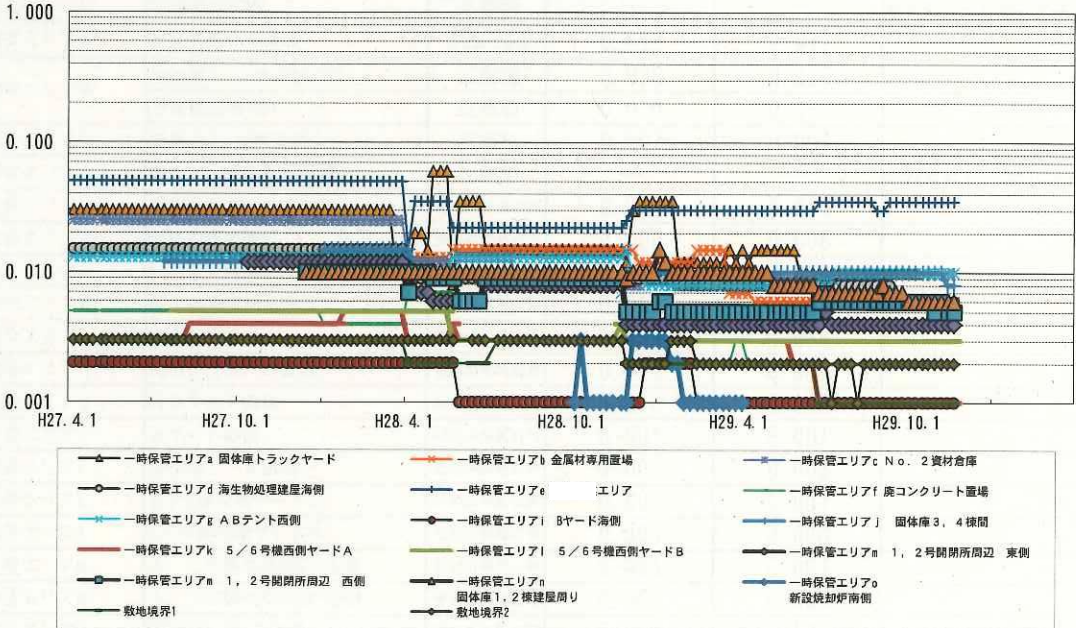 1.000
0.100
0.010
0.001
H27.4.1 H27.10.1 H28.4.1 H28.10.1 H29.4.1 H29.10.1
一時保管エリアa 固体庫トラックヤード
一時保管エリアb 金属材専用置場
一時保管エリアc No.2資材倉庫
一時保管エリアd 海生物処理建屋海側
一時保管エリアe エリア
一時保管エリアf 廃コンクリート置場
一時保管エリアg ABテント西側
一時保管エリアi Bヤード海側
一時保管エリアj 固体庫3,4棟間
一時保管エリアk 5/6号機西側ヤードA
一時保管エリアl 5/6号機西側ヤードB
一時保管エリアm 1,2号開閉所周辺 東側
一時保管エリアm 1,2号開閉所周辺 西側
一時保管エリアn
固体庫1,2棟建屋周り
一時保管エリアo
新設焼却炉南側
敷地境界1
敷地境界2